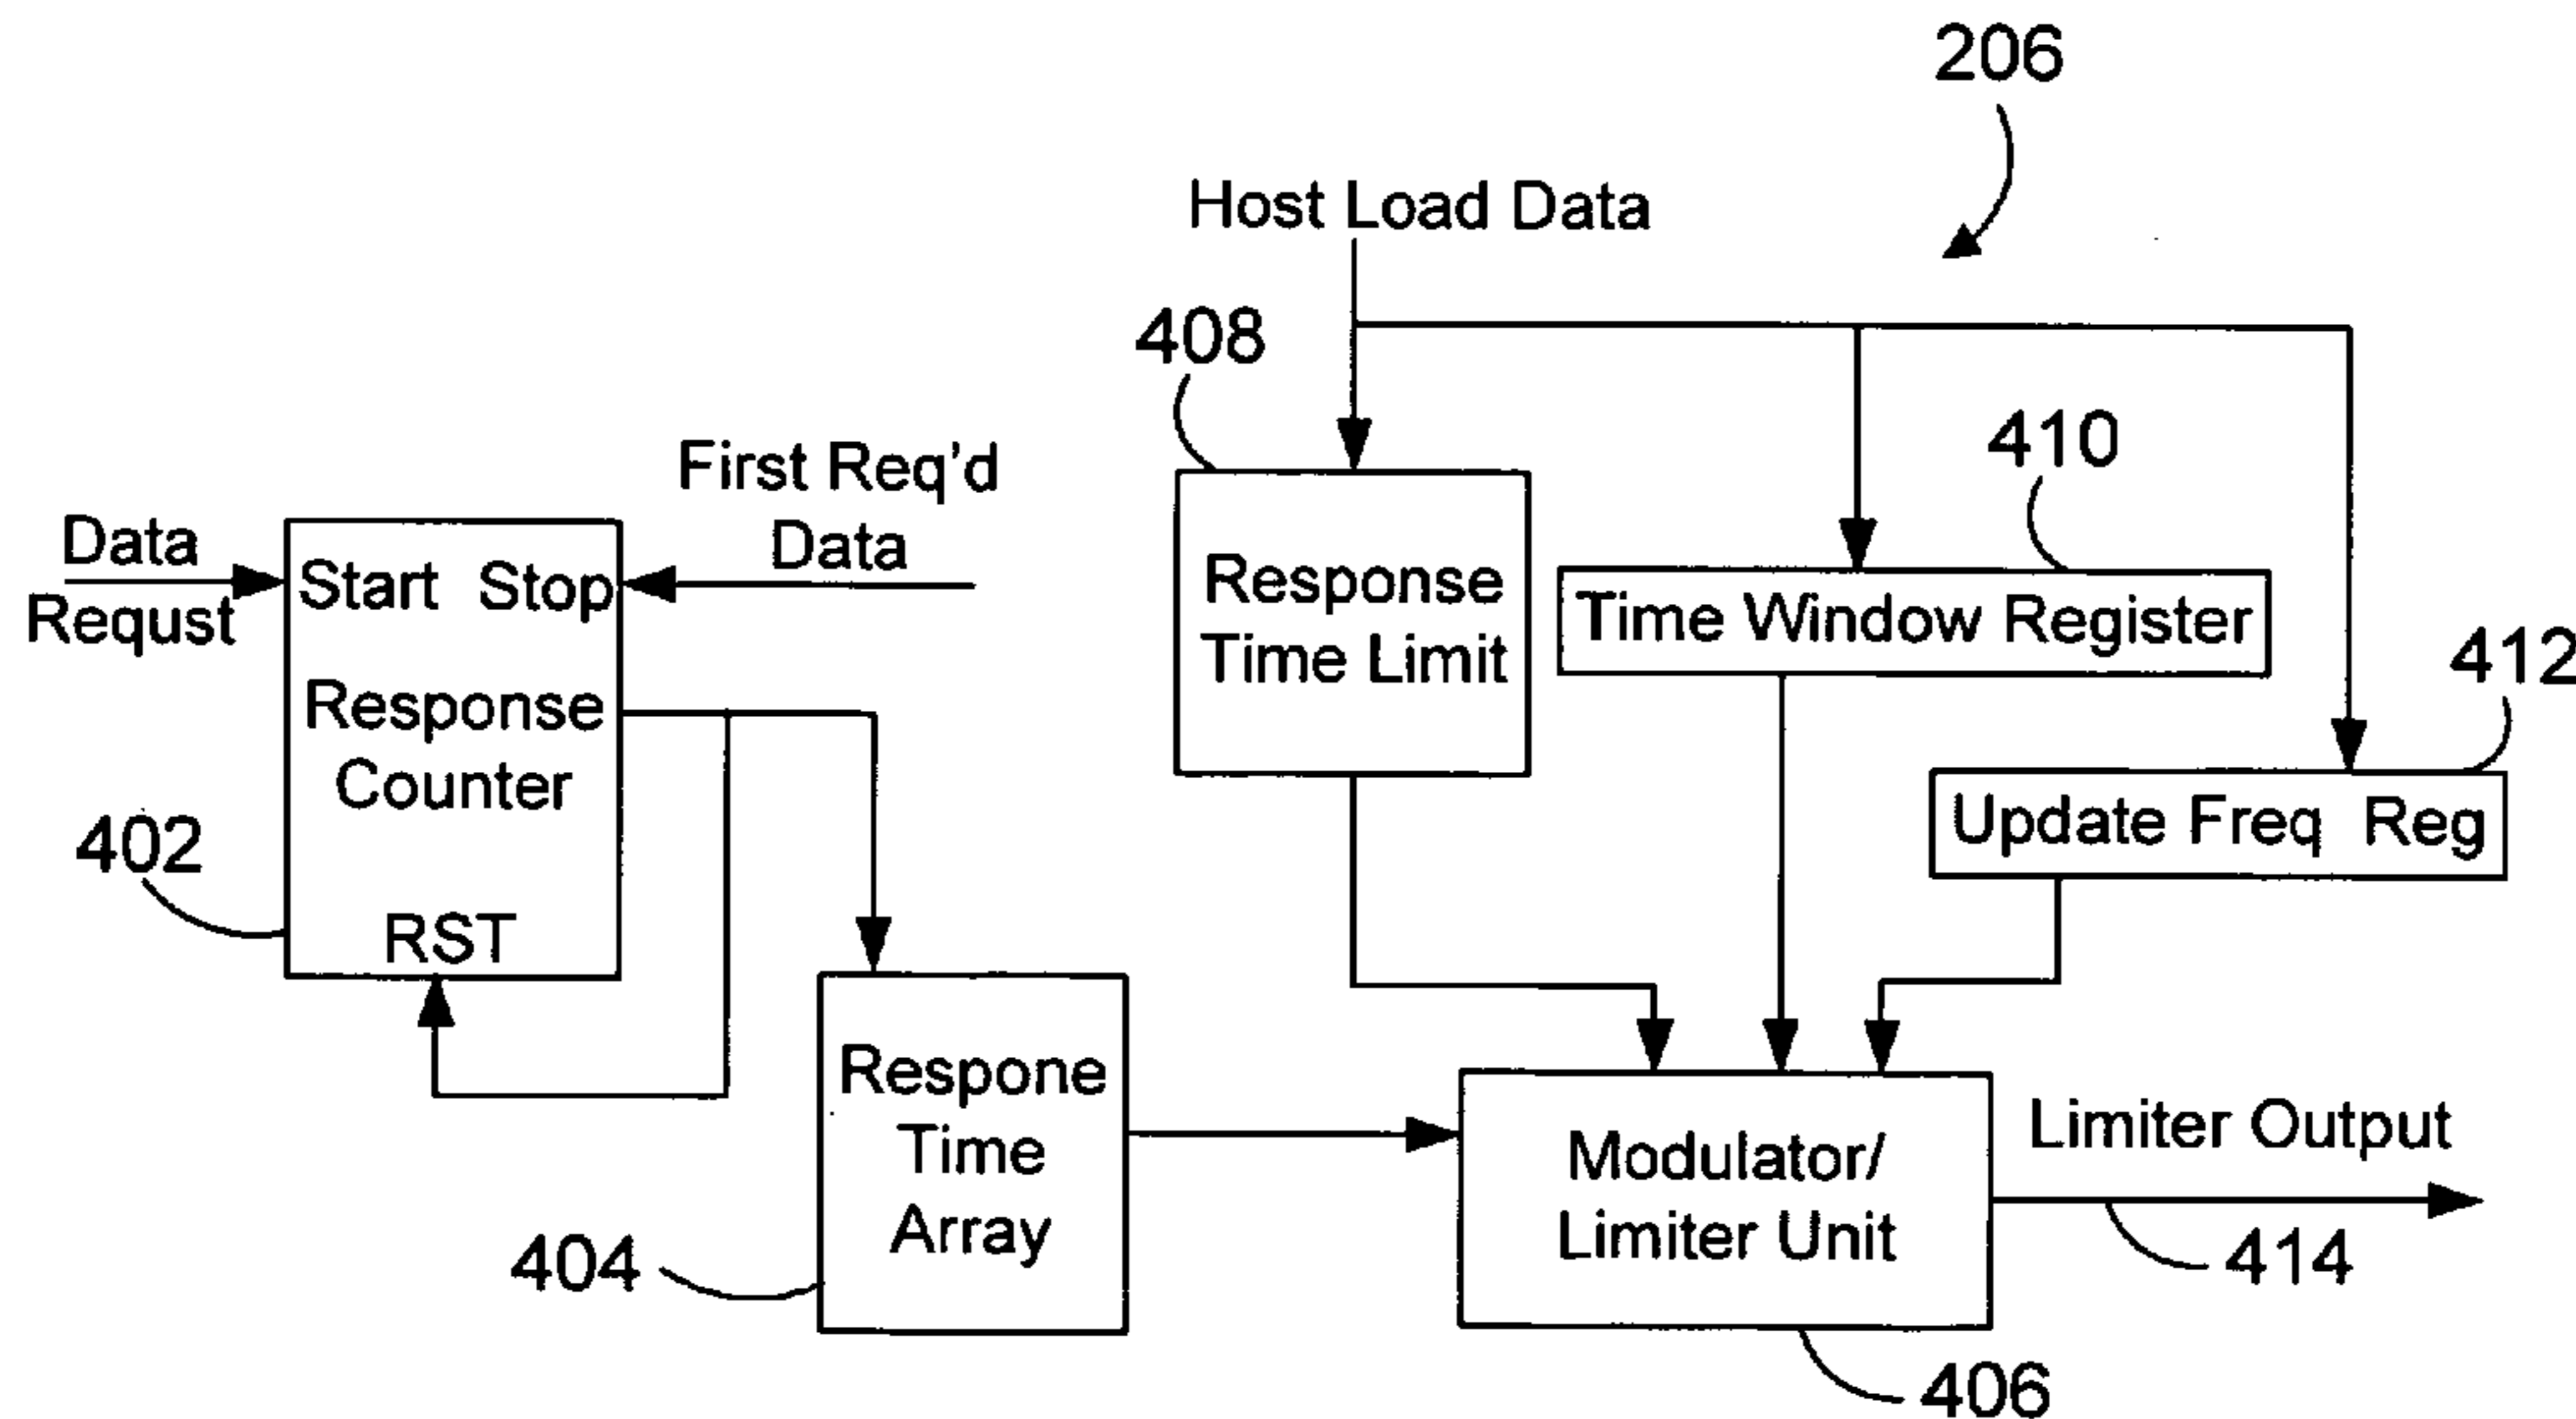 206
Host Load Data
408
410
412
First Req'd
Data
Data
Requst
Start Stop
Response
Counter
RST
402
Response
Time Limit
Time Window Register
Update Freq Reg
Respone
Time
Array
404
Modulator/
Limiter Unit
406
Limiter Output
414